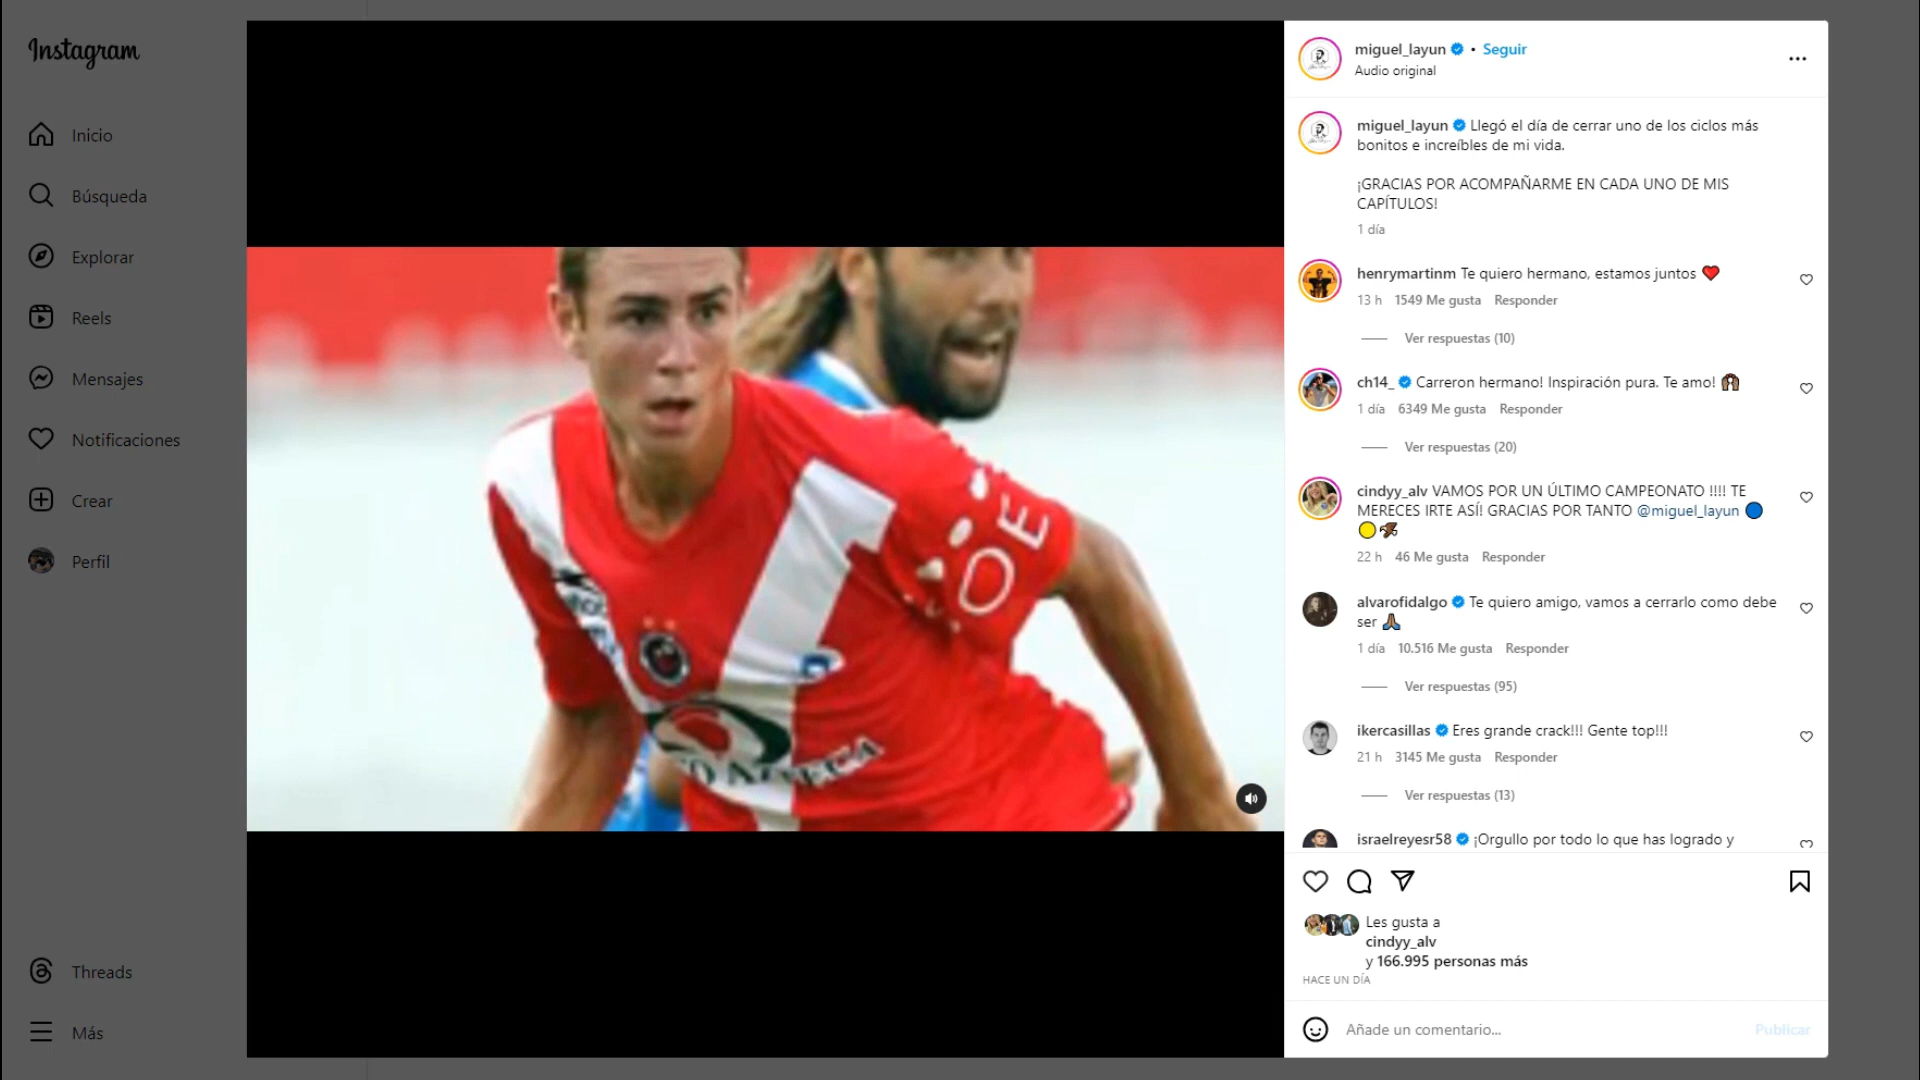 Instagram
Inicio
Búsqueda
Explorar
Reels
Mensajes
Notificaciones
Crear
Perfil
Threads
Más
OE
miguel_layun • Seguir
Audio original
miguel_layun Llegó el día de cerrar uno de los ciclos más
bonitos e increíbles de mi vida.
¡GRACIAS POR ACOMPAÑARME EN CADA UNO DE MIS
CAPÍTULOS!
1 día
henrymartinm Te quiero hermano, estamos juntos ❤️
13 h 1549 Me gusta Responder
Ver respuestas (10)
ch14_ Carreron hermano! Inspiración pura. Te amo!
1 día 6349 Me gusta Responder
Ver respuestas (20)
cindyy_alv VAMOS POR UN ÚLTIMO CAMPEONATO !!!! TE
MERECES IRTE ASÍ! GRACIAS POR TANTO @miguel_layun 🔵
🟡🦅
22 h 46 Me gusta Responder
alvarofidalgo Te quiero amigo, vamos a cerrarlo como debe
ser 🙏🏽
1 día 10.516 Me gusta Responder
Ver respuestas (95)
ikercasillas Eres grande crack!!! Gente top!!!
21 h 3145 Me gusta Responder
Ver respuestas (13)
israelreyesr58 ¡Orgullo por todo lo que has logrado y
Les gusta a
cindyy_alv
y 166.995 personas más
HACE UN DÍA
Añade un comentario...
Publicar